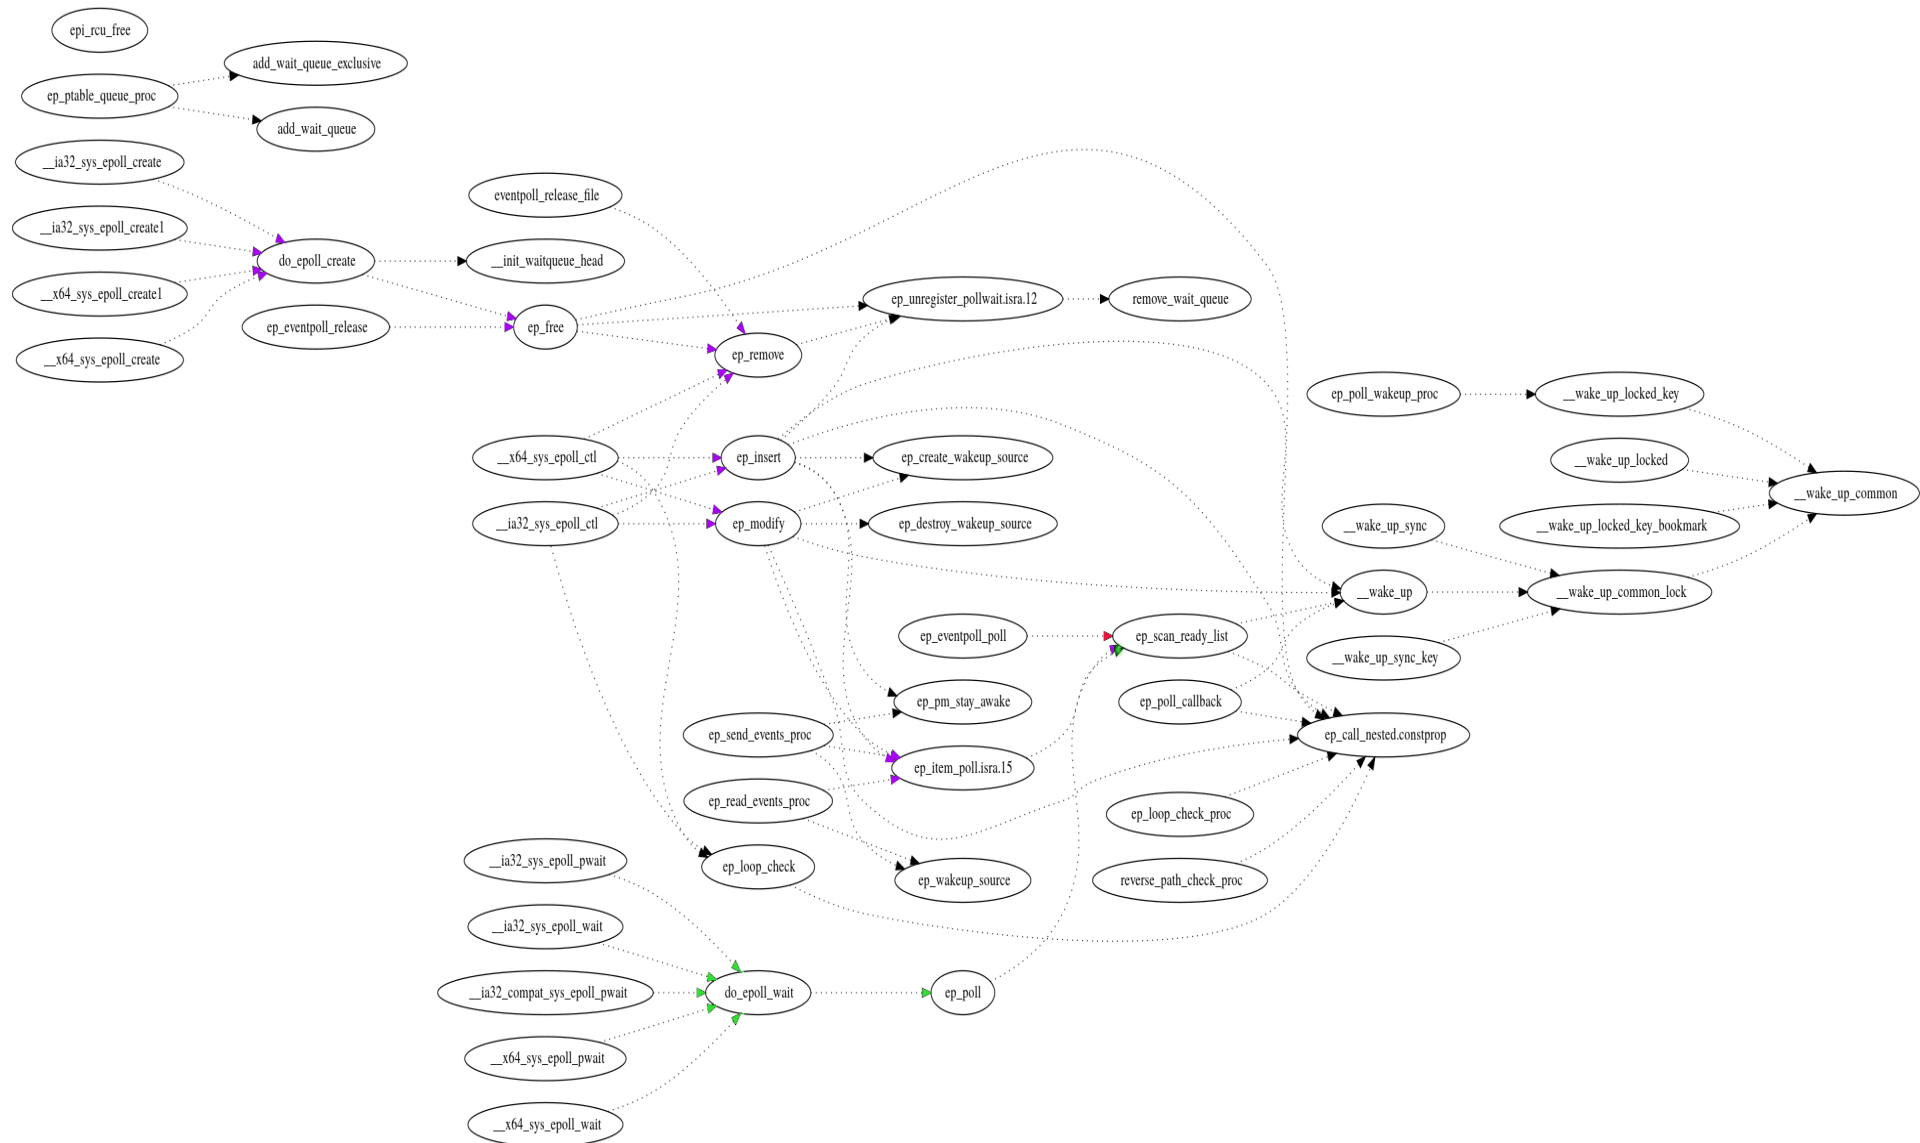 epi_rcu_free
add_wait_queue_exclusive
ep_ptable_queue_proc
add_wait_queue
__ia32_sys_epoll_create
eventpoll_release_file
__ia32_sys_epoll_create1
do_epoll_create
__init_waitqueue_head
__x64_sys_epoll_create1
ep_unregister_pollwait.isra.12
remove_wait_queue
ep_eventpoll_release
ep_free
__x64_sys_epoll_create
ep_remove
ep_poll_wakeup_proc
__wake_up_locked_key
__x64_sys_epoll_ctl
ep_insert
ep_create_wakeup_source
__wake_up_locked
__wake_up_common
__ia32_sys_epoll_ctl
ep_modify
ep_destroy_wakeup_source
__wake_up_sync
__wake_up_locked_key_bookmark
__wake_up
__wake_up_common_lock
ep_eventpoll_poll
ep_scan_ready_list
__wake_up_sync_key
ep_pm_stay_awake
ep_poll_callback
ep_send_events_proc
ep_call_nested.constprop
ep_item_poll.isra.15
ep_read_events_proc
ep_loop_check_proc
__ia32_sys_epoll_pwait
ep_loop_check
ep_wakeup_source
reverse_path_check_proc
__ia32_sys_epoll_wait
__ia32_compat_sys_epoll_pwait
do_epoll_wait
ep_poll
__x64_sys_epoll_pwait
__x64_sys_epoll_wait